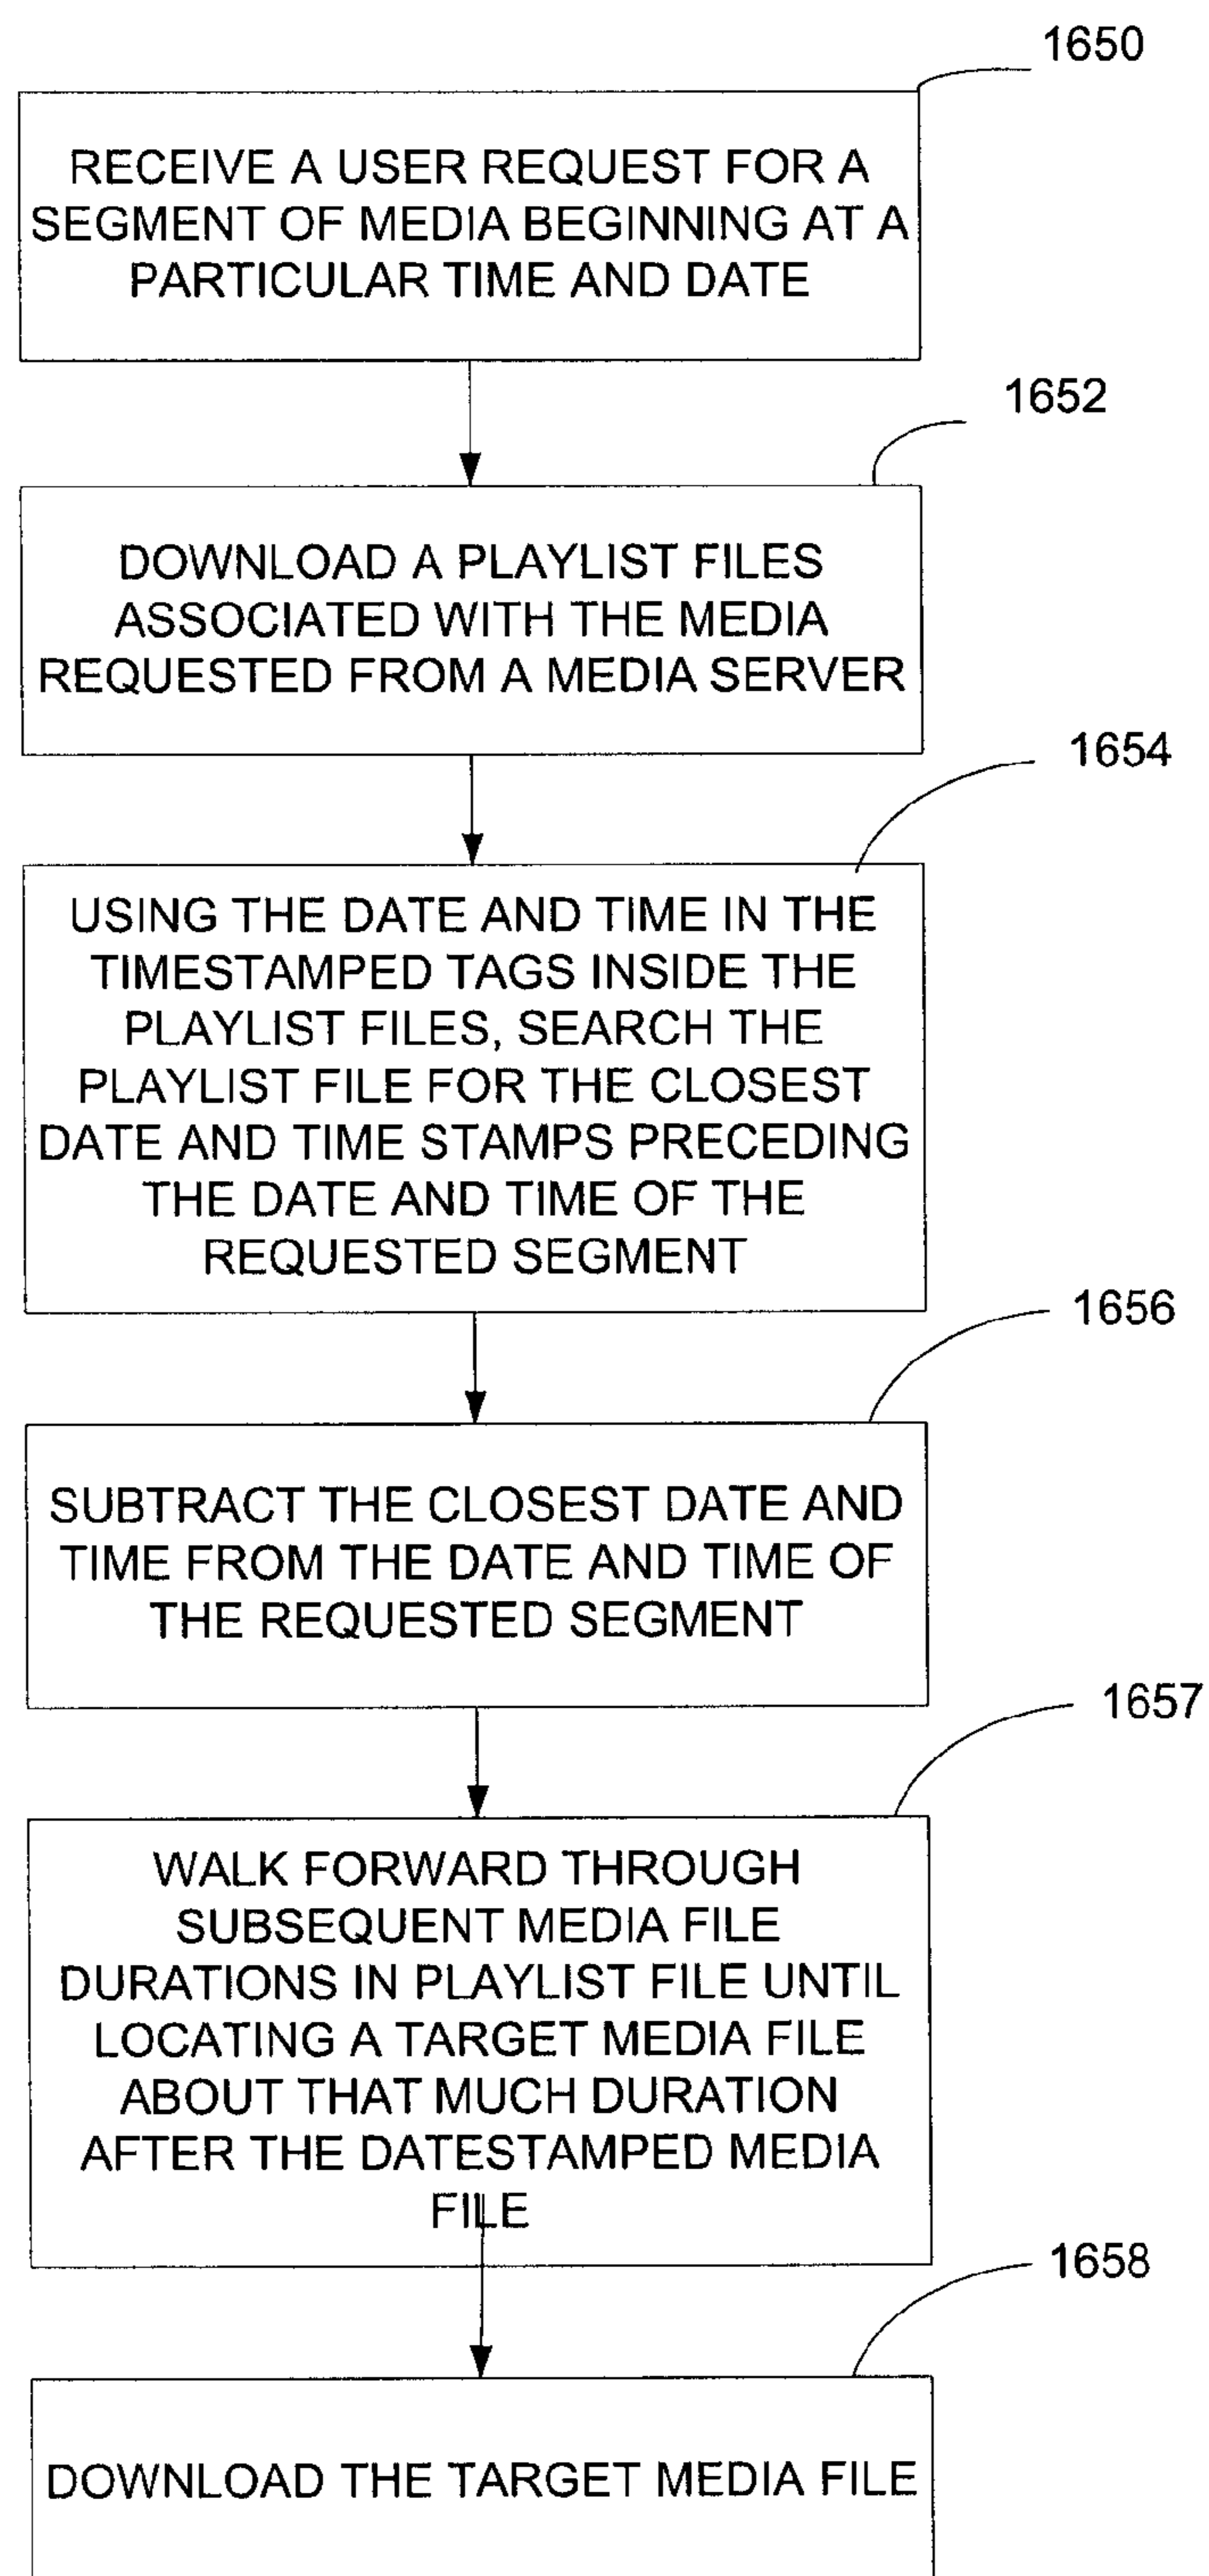 1650
RECEIVE A USER REQUEST FOR A
SEGMENT OF MEDIA BEGINNING AT A
PARTICULAR TIME AND DATE
1652
DOWNLOAD A PLAYLIST FILES
ASSOCIATED WITH THE MEDIA
REQUESTED FROM A MEDIA SERVER
1654
USING THE DATE AND TIME IN THE
TIMESTAMPED TAGS INSIDE THE
PLAYLIST FILES, SEARCH THE
PLAYLIST FILE FOR THE CLOSEST
DATE AND TIME STAMPS PRECEDING
THE DATE AND TIME OF THE
REQUESTED SEGMENT
1656
SUBTRACT THE CLOSEST DATE AND
TIME FROM THE DATE AND TIME OF
THE REQUESTED SEGMENT
1657
WALK FORWARD THROUGH
SUBSEQUENT MEDIA FILE
DURATIONS IN PLAYLIST FILE UNTIL
LOCATING A TARGET MEDIA FILE
ABOUT THAT MUCH DURATION
AFTER THE DATESTAMPED MEDIA
FILE
1658
DOWNLOAD THE TARGET MEDIA FILE